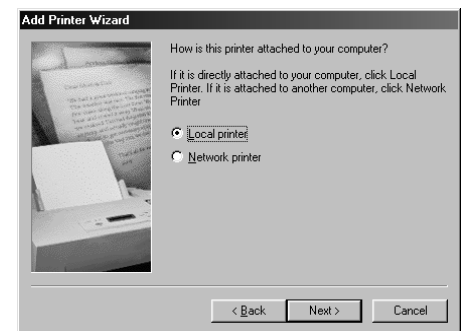 Add Printer Wizard
How is this printer attached to your computer?
If it is directly attached to your computer, click Local
Printer. If it is attached to another computer, click Network
Printer
Local printer
Network printer
< Back Next > Cancel